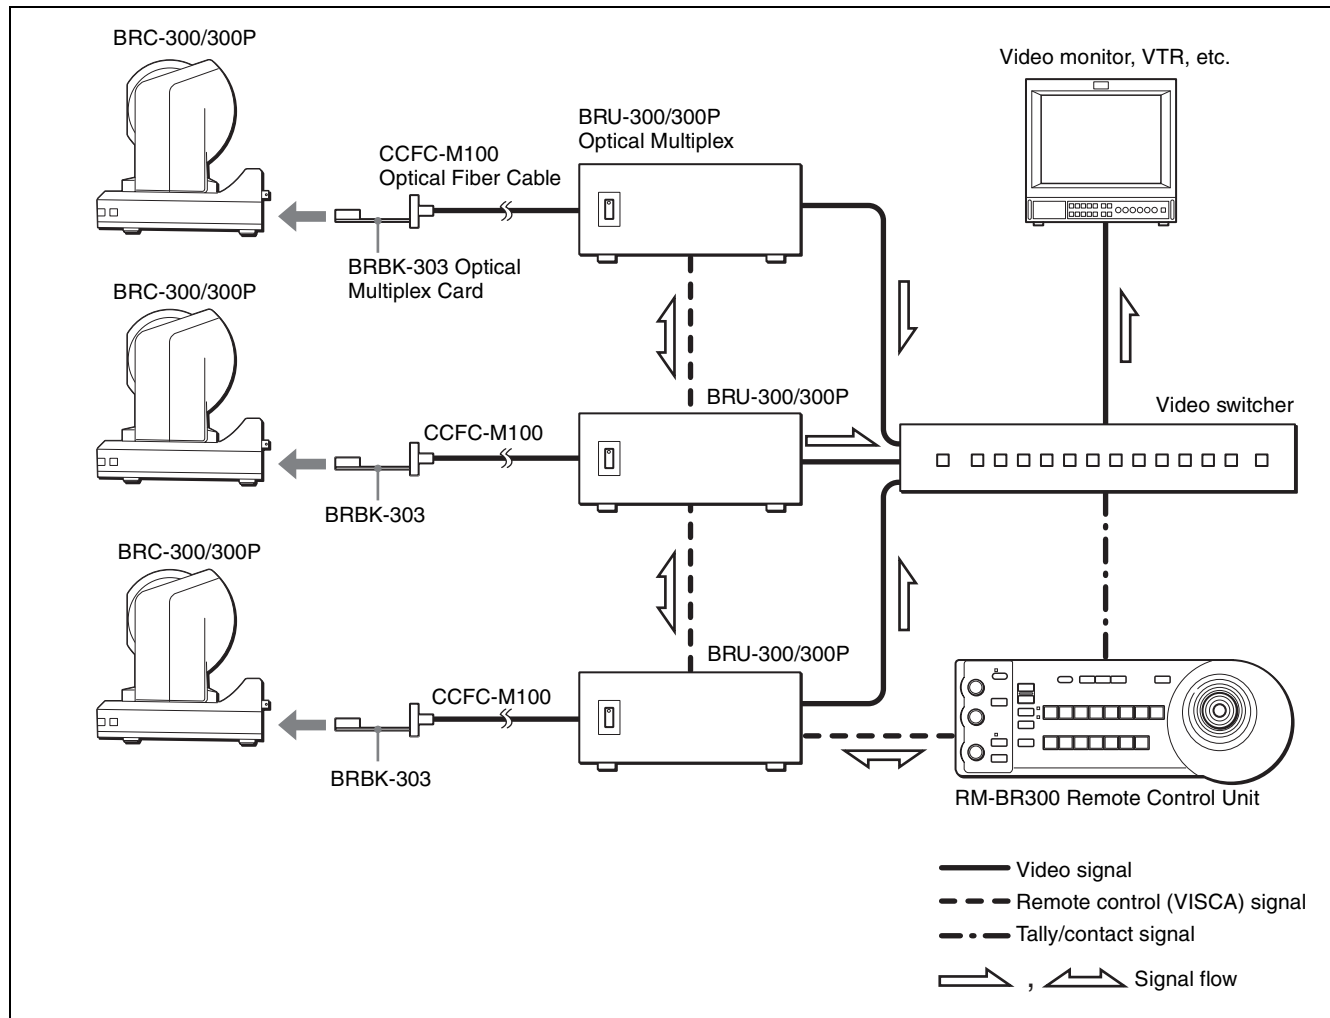 BRC-300/300P
Video monitor, VTR, etc.
BRU-300/300P
Optical Multiplex
CCFC-M100
Optical Fiber Cable
BRBK-303 Optical
Multiplex Card
BRC-300/300P
BRU-300/300P
Video switcher
CCFC-M100
BRBK-303
BRC-300/300P
BRU-300/300P
CCFC-M100
BRBK-303
RM-BR300 Remote Control Unit
Video signal
Remote control (VISCA) signal
Tally/contact signal
, Signal flow